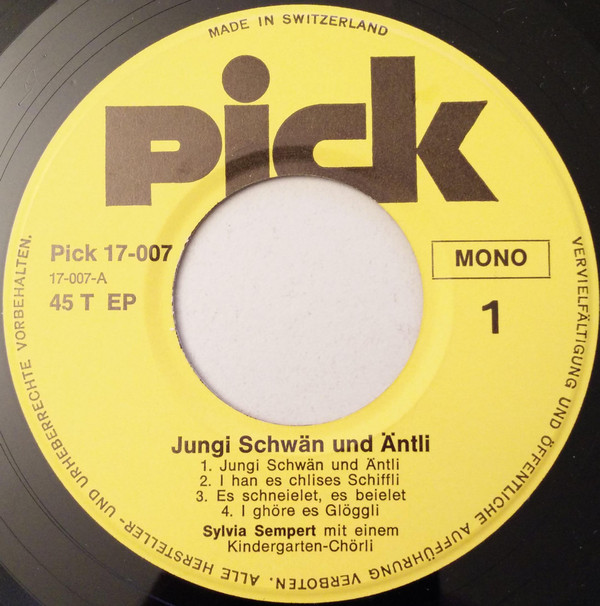 MADE IN SWITZERLAND
pick
Pick 17-007
17-007-A
45 T EP
MONO
1
Jungi Schwän und Äntli
1. Jungi Schwän und Äntli
2. I han es chlises Schiffli
3. Es schneielet, es beielet
4. I ghöre es Glöggli
Sylvia Sempert mit einem
Kindergarten-Chörli
VERVIELFÄLTIGUNG UND ÖFFENTLICHE AUFFÜHRUNG VERBOTEN. ALLE HERSTELLER- UND URHEBERRECHTE VORBEHALTEN.